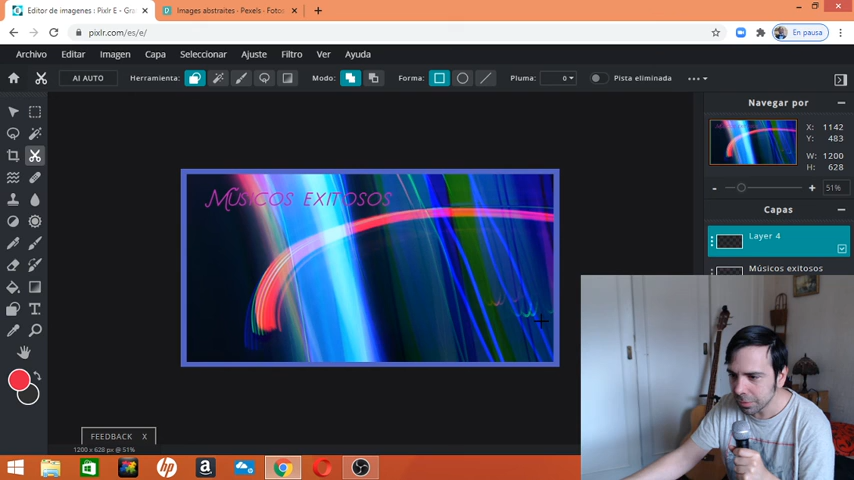 Editor de imagenes : Pixlr E - Gra
Images abstraites · Pexels - Fotos
pixlr.com/es/e/
En pausa
Archivo Editar Imagen Capa Seleccionar Ajuste Filtro Ver Ayuda
AI AUTO Herramienta: Modo: Forma: Pluma: 0 Pista eliminada
Navegar por
X: 1142
Y: 483
W: 1200
H: 628
51%
Capas
Layer 4
Músicos exitosos
Músicos exitosos
FEEDBACK X
1200 x 628 px @ 51%